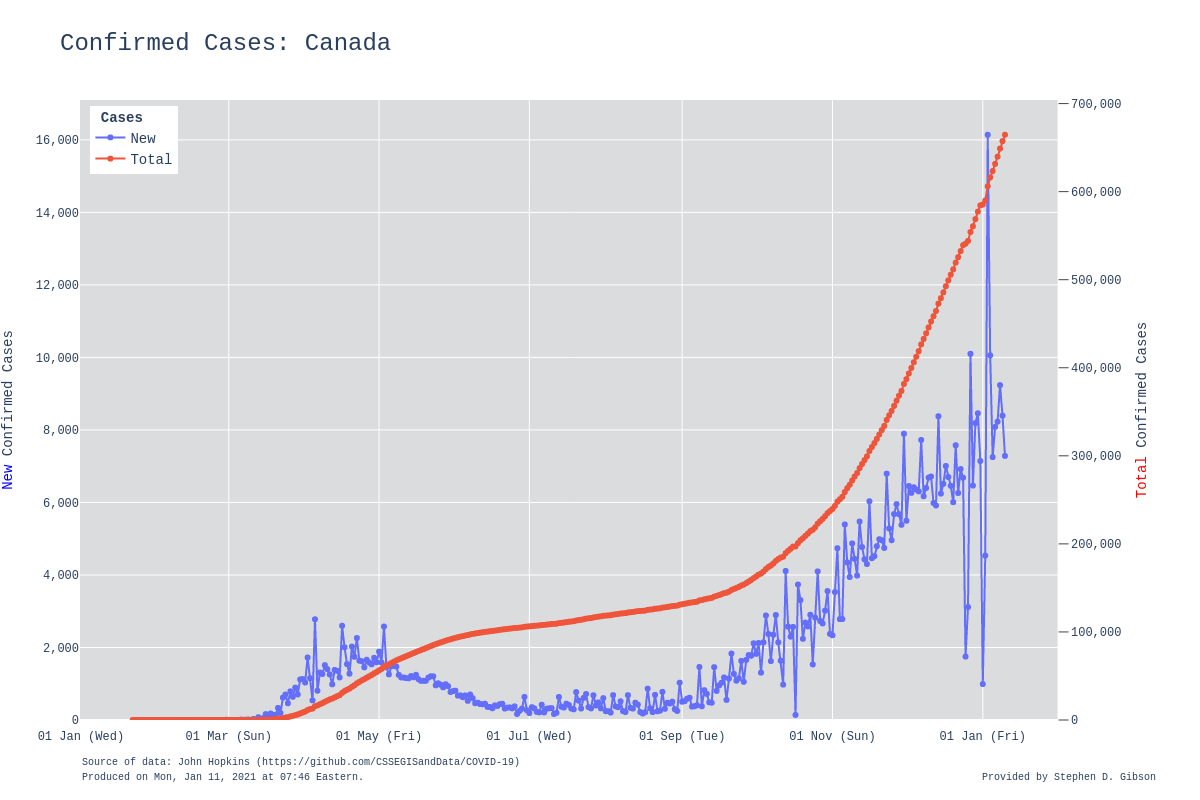 Confirmed Cases: Canada
Cases
New
Total
16,000
14,000
12,000
10,000
8,000
6,000
4,000
2,000
0
New Confirmed Cases
700,000
600,000
500,000
400,000
300,000
200,000
100,000
0
Total Confirmed Cases
01 Jan (Wed) 01 Mar (Sun) 01 May (Fri) 01 Jul (Wed) 01 Sep (Tue) 01 Nov (Sun) 01 Jan (Fri)
Source of data: John Hopkins (https://github.com/CSSEGISandData/COVID-19)
Produced on Mon, Jan 11, 2021 at 07:46 Eastern.
Provided by Stephen D. Gibson